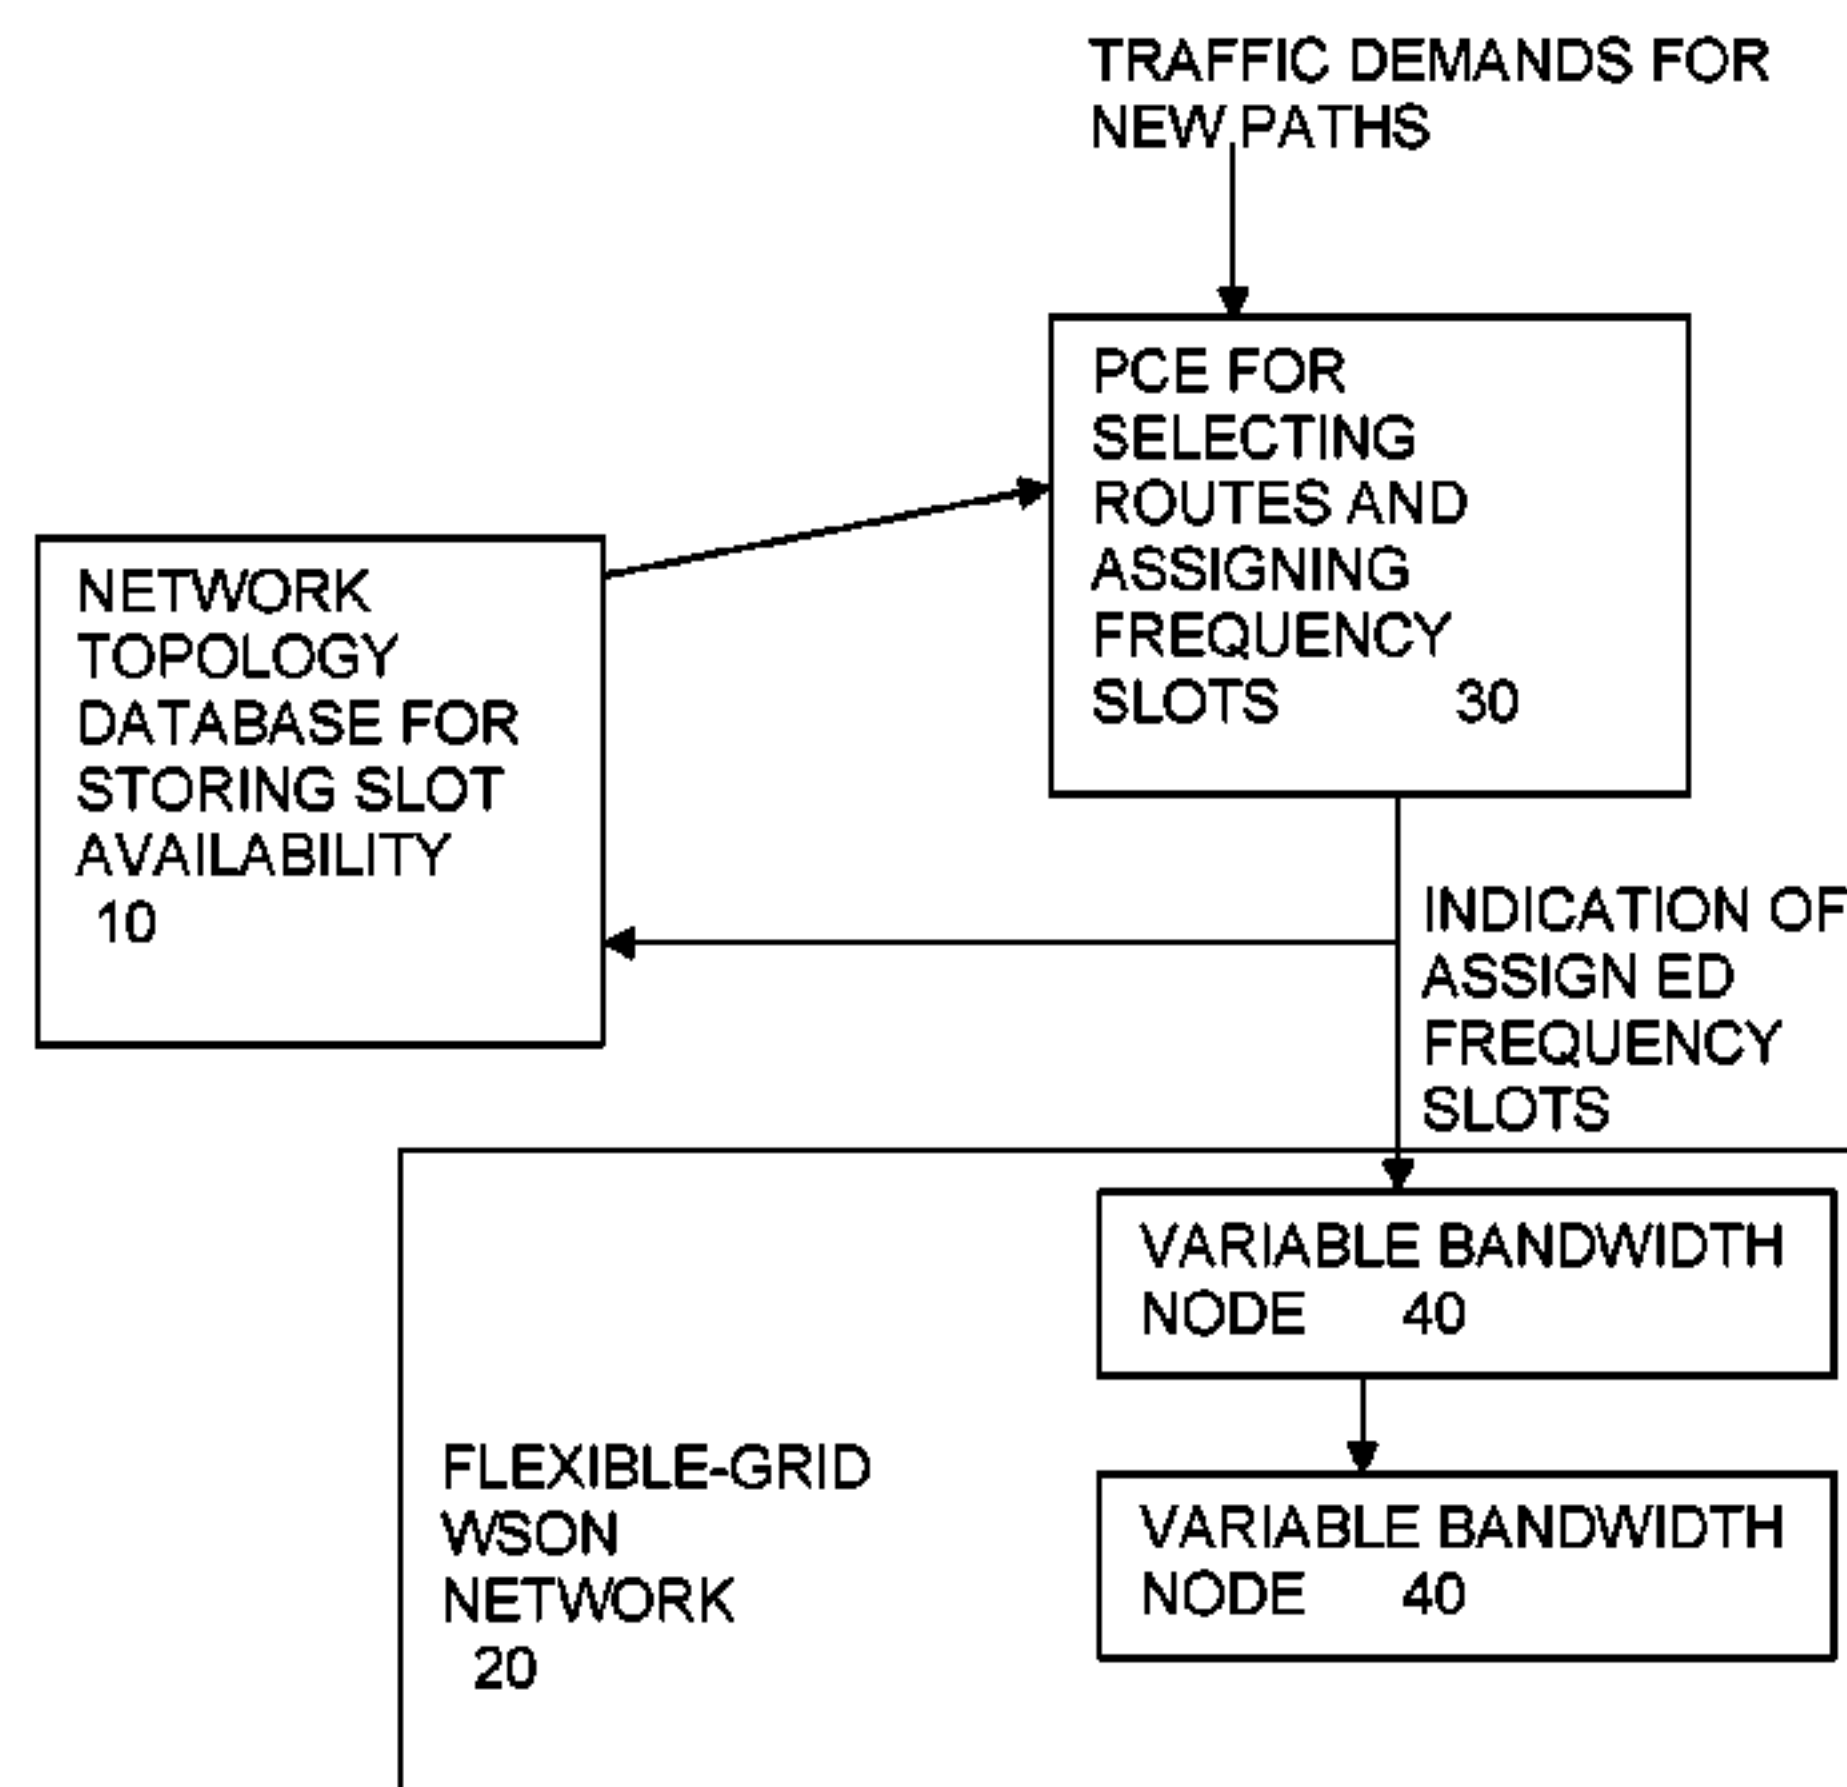 TRAFFIC DEMANDS FOR
NEW PATHS
PCE FOR
SELECTING
ROUTES AND
ASSIGNING
FREQUENCY
SLOTS 30
NETWORK
TOPOLOGY
DATABASE FOR
STORING SLOT
AVAILABILITY
10
INDICATION OF
ASSIGN ED
FREQUENCY
SLOTS
VARIABLE BANDWIDTH
NODE 40
FLEXIBLE-GRID
WSON
NETWORK
20
VARIABLE BANDWIDTH
NODE 40